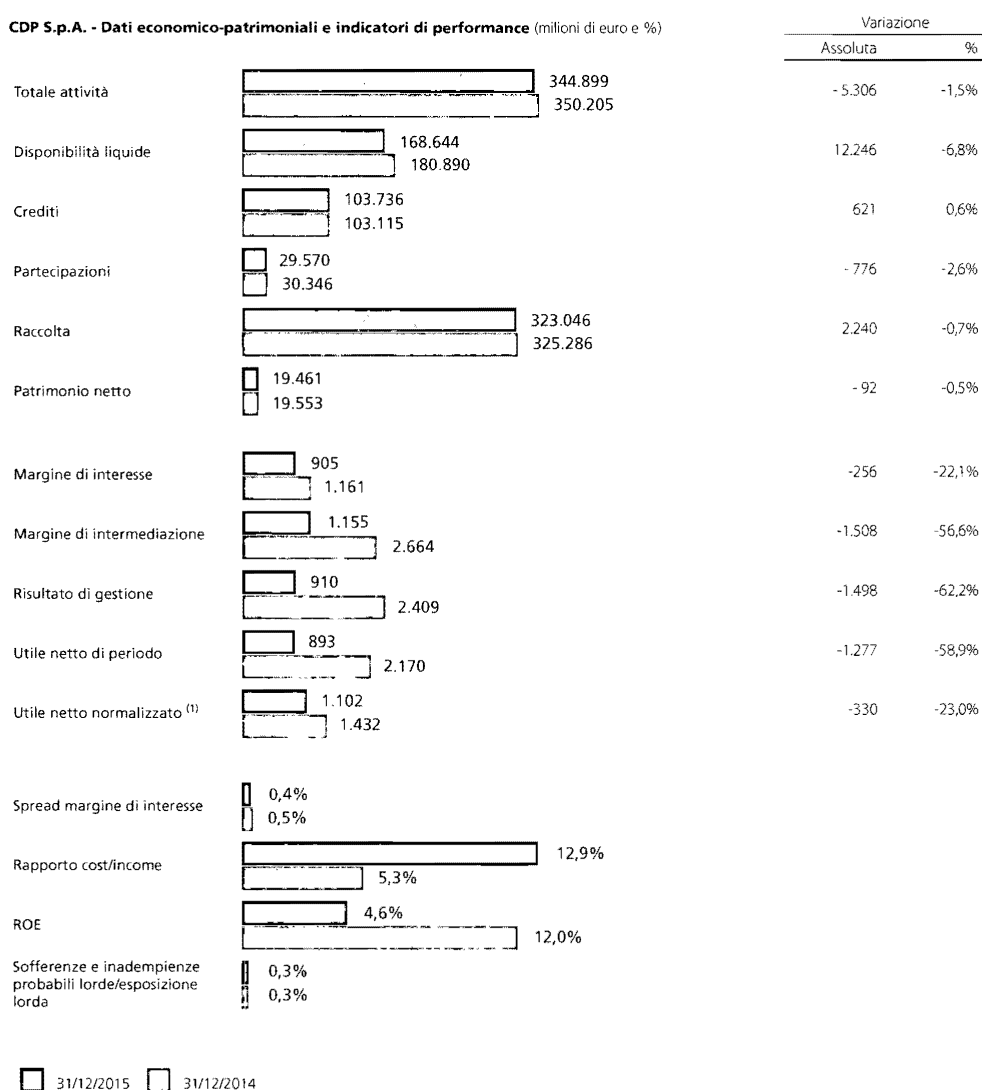 CDP S.p.A. - Dati economico-patrimoniali e indicatori di performance (milioni di euro e %)
Variazione
Assoluta %
Totale attività 344.899 350.205 - 5.306 -1,5%
Disponibilità liquide 168.644 180.890 12.246 -6,8%
Crediti 103.736 103.115 621 0,6%
Partecipazioni 29.570 30.346 - 776 -2,6%
Raccolta 323.046 325.286 2.240 -0,7%
Patrimonio netto 19.461 19.553 - 92 -0,5%
Margine di interesse 905 1.161 -256 -22,1%
Margine di intermediazione 1.155 2.664 -1.508 -56,6%
Risultato di gestione 910 2.409 -1.498 -62,2%
Utile netto di periodo 893 2.170 -1.277 -58,9%
Utile netto normalizzato (1) 1.102 1.432 -330 -23,0%
Spread margine di interesse 0,4% 0,5%
Rapporto cost/income 12,9% 5,3%
ROE 4,6% 12,0%
Sofferenze e inadempienze
probabili lorde/esposizione
lorda
0,3%
0,3%
31/12/2015 31/12/2014